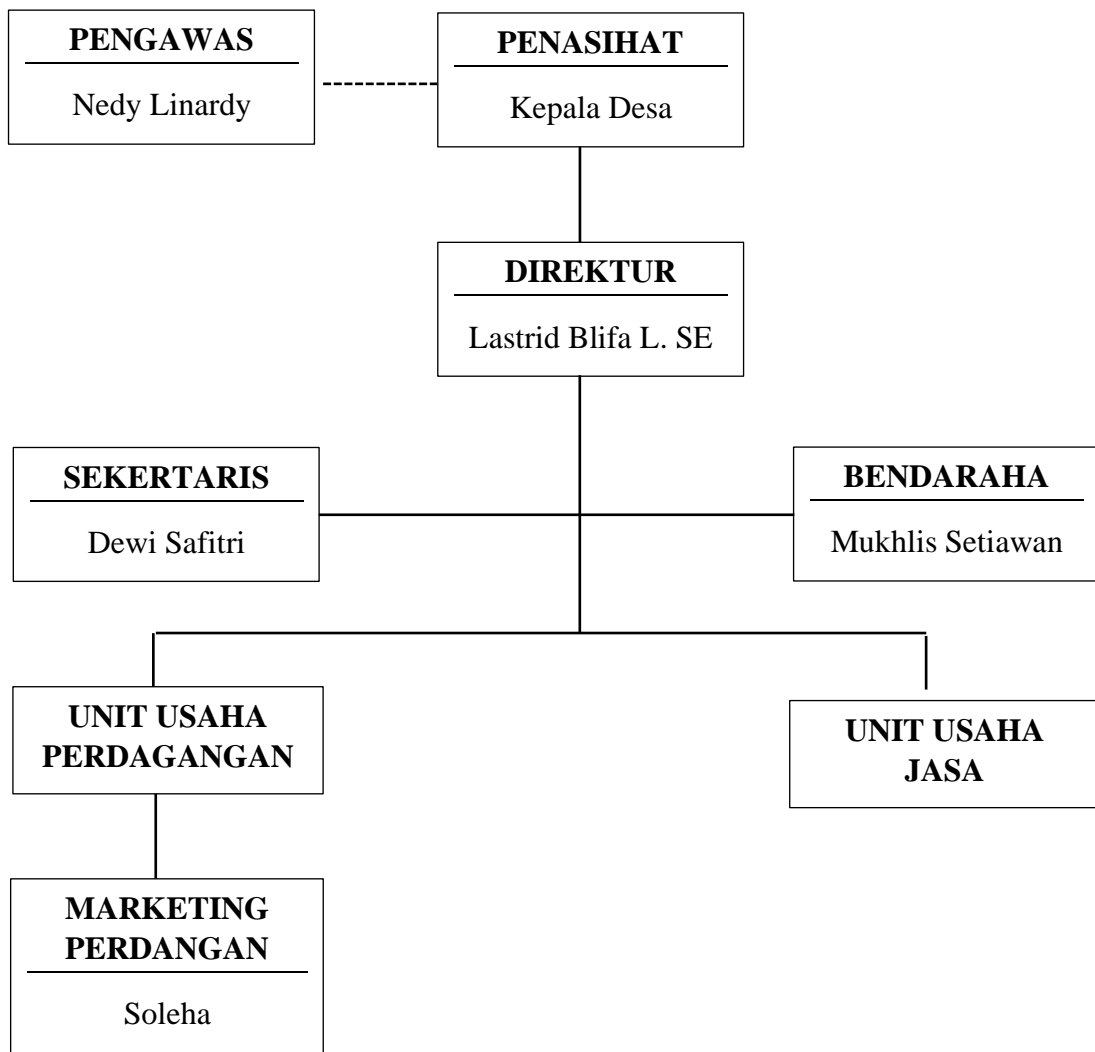 PENGAWAS
Nedy Linardy
PENASIHAT
Kepala Desa
DIREKTUR
Lastrid Blifa L. SE
SEKERTARIS
Dewi Safitri
BENDARAHA
Mukhlis Setiawan
UNIT USAHA
PERDAGANGAN
UNIT USAHA
JASA
MARKETING
PERDANGAN
Soleha